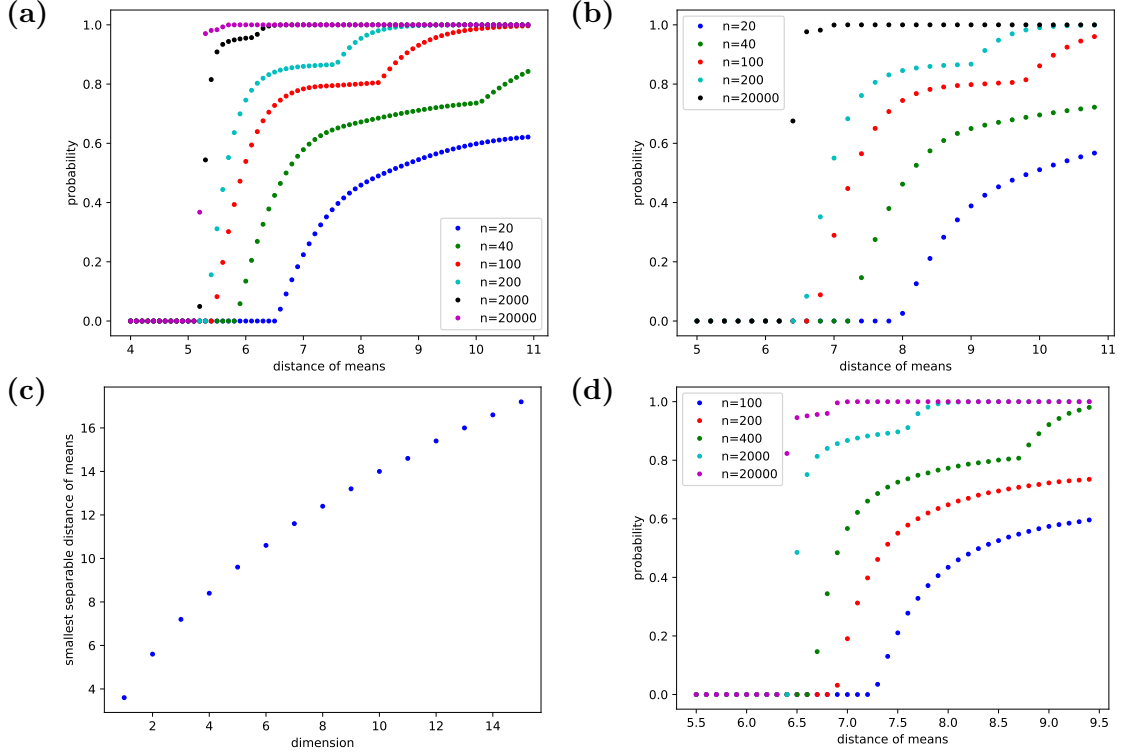 (a)
1.0
0.8
0.6
0.4
0.2
0.0
probability
4 5 6 7 8 9 10 11
distance of means
n=20
n=40
n=100
n=200
n=2000
n=20000
(b)
1.0
0.8
0.6
0.4
0.2
0.0
probability
5 6 7 8 9 10 11
distance of means
n=20
n=40
n=100
n=200
n=20000
(c)
16
14
12
10
8
6
4
smallest separable distance of means
2 4 6 8 10 12 14
dimension
(d)
1.0
0.8
0.6
0.4
0.2
0.0
probability
5.5 6.0 6.5 7.0 7.5 8.0 8.5 9.0 9.5
distance of means
n=100
n=200
n=400
n=2000
n=20000